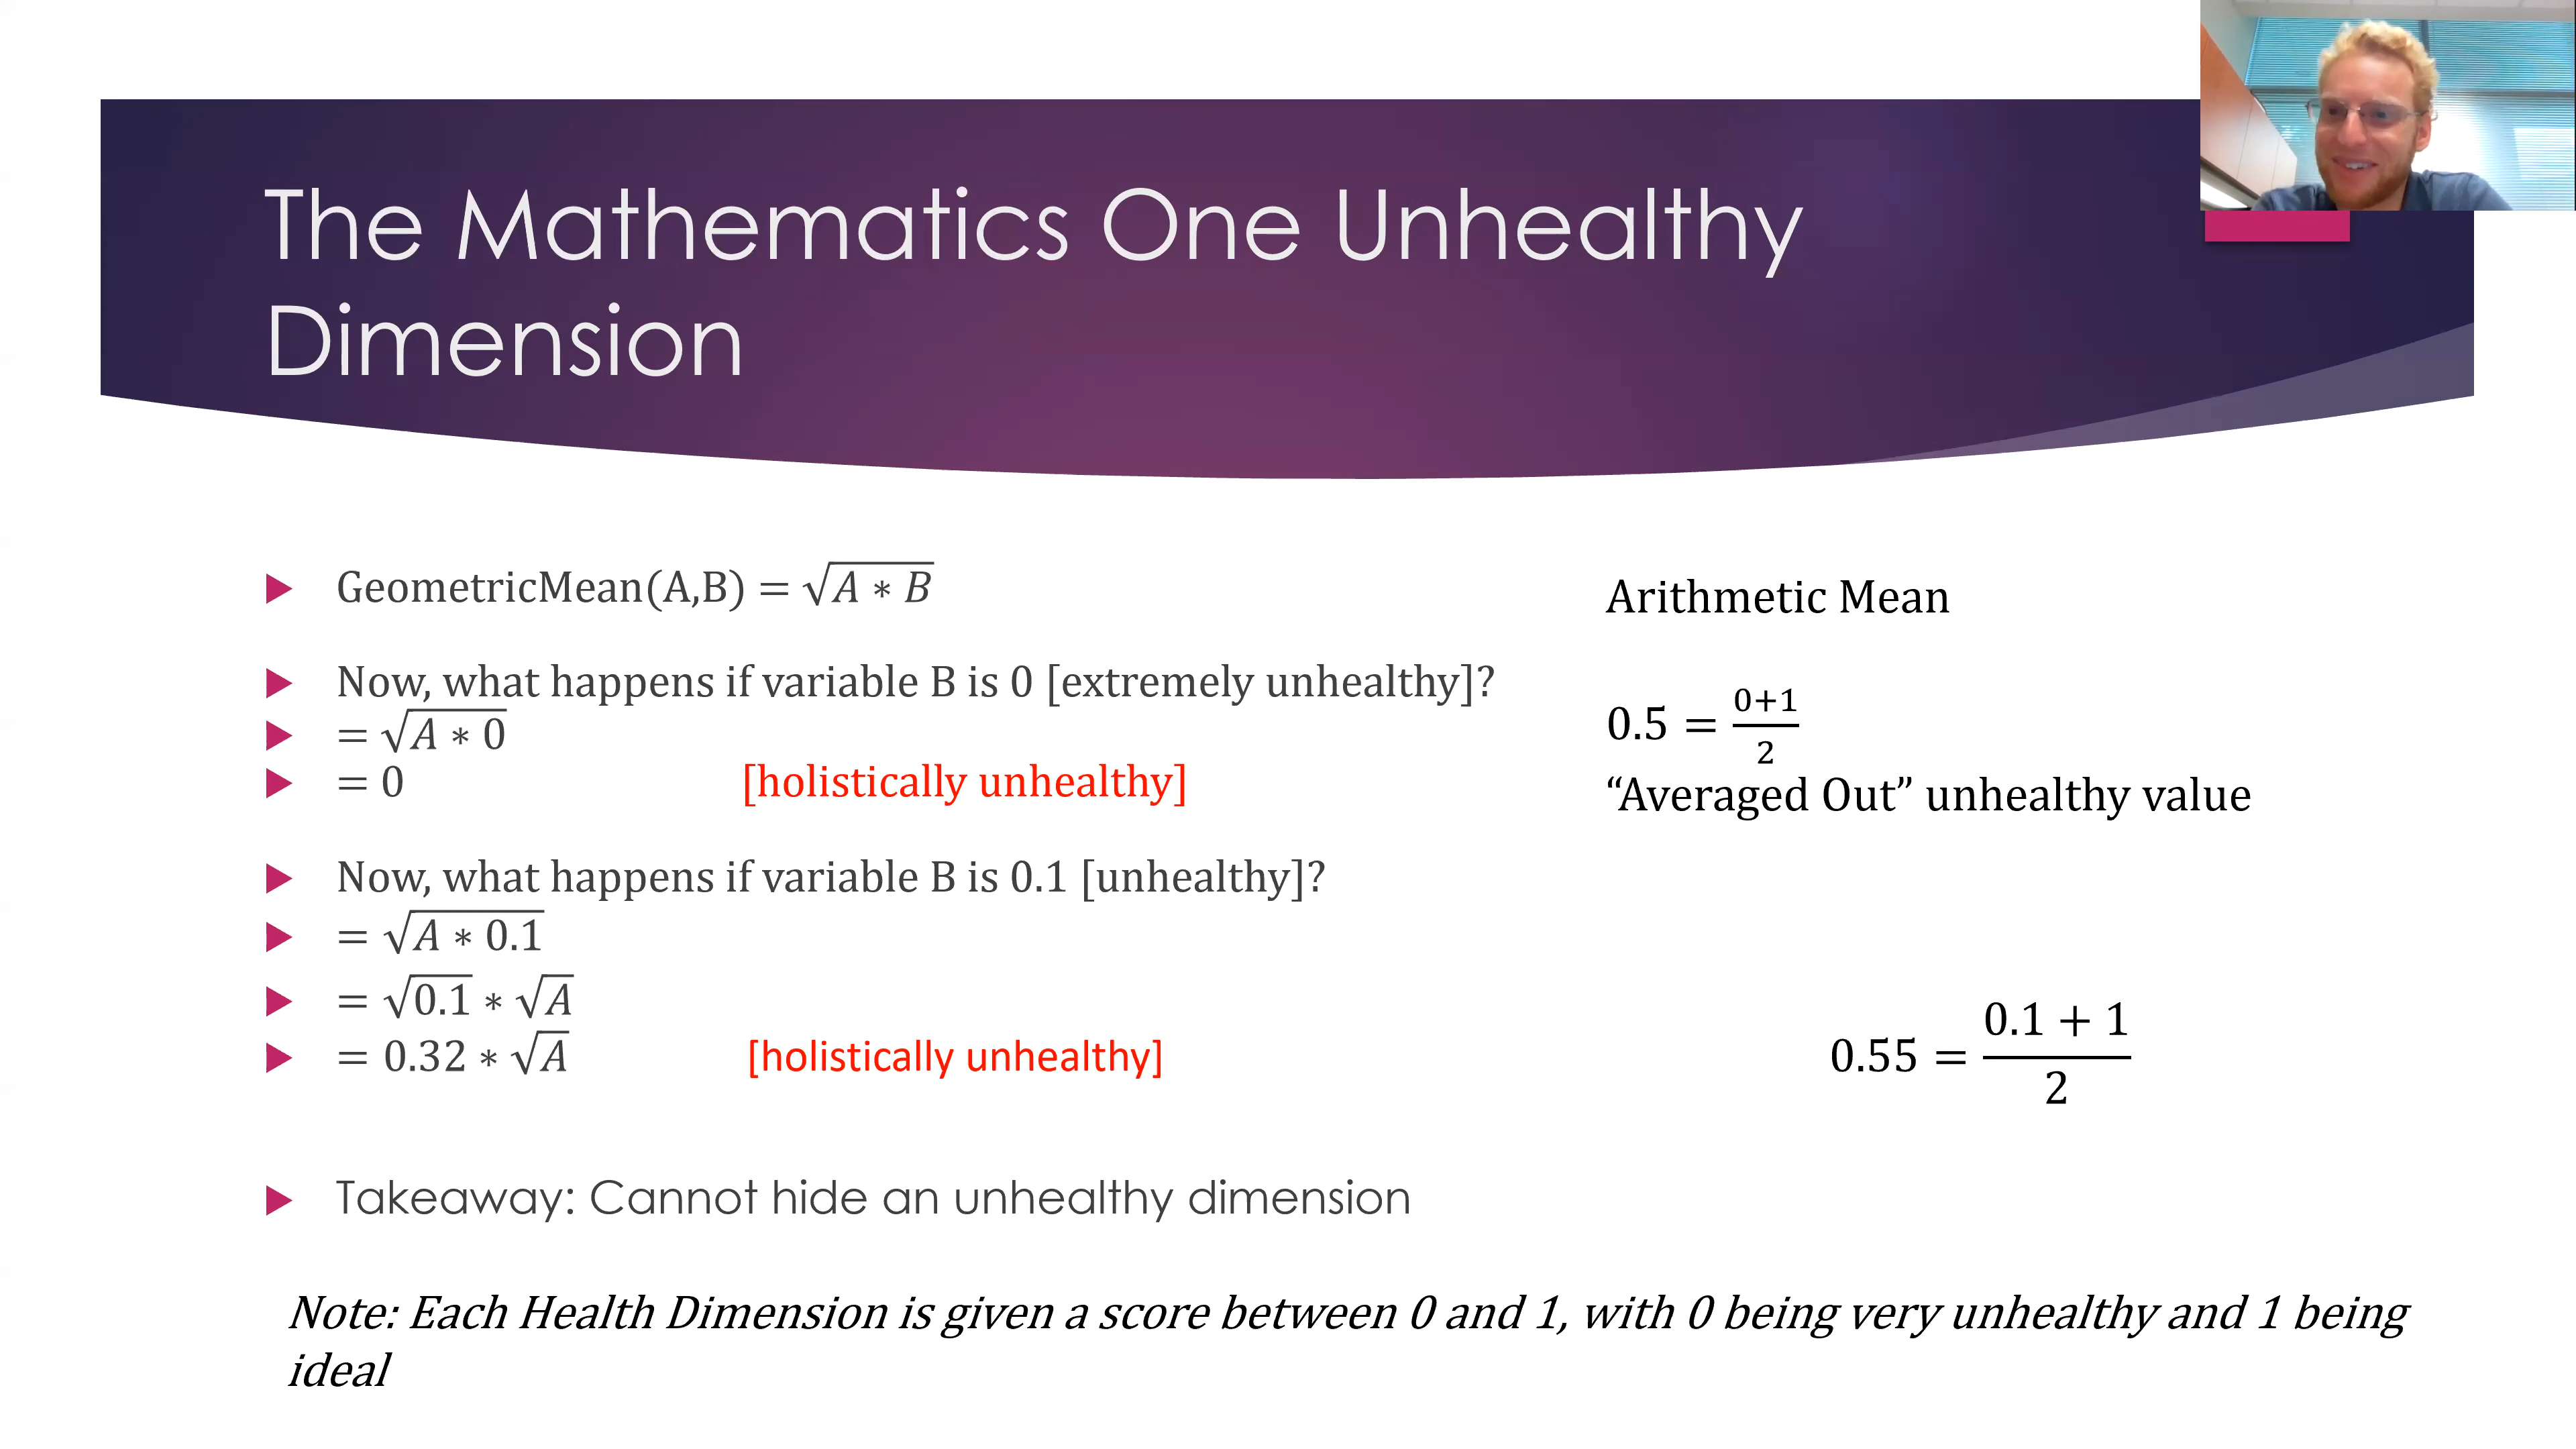 The Mathematics One Unhealthy
Dimension
GeometricMean(A,B) = √(A ∗ B)
Now, what happens if variable B is 0 [extremely unhealthy]?
= √(A ∗ 0)
= 0 [holistically unhealthy]
Now, what happens if variable B is 0.1 [unhealthy]?
= √(A ∗ 0.1)
= √0.1 ∗ √A
= 0.32 ∗ √A [holistically unhealthy]
Takeaway: Cannot hide an unhealthy dimension
Arithmetic Mean
0.5 = (0+1)/2
“Averaged Out” unhealthy value
0.55 = (0.1 + 1)/2
Note: Each Health Dimension is given a score between 0 and 1, with 0 being very unhealthy and 1 being
ideal